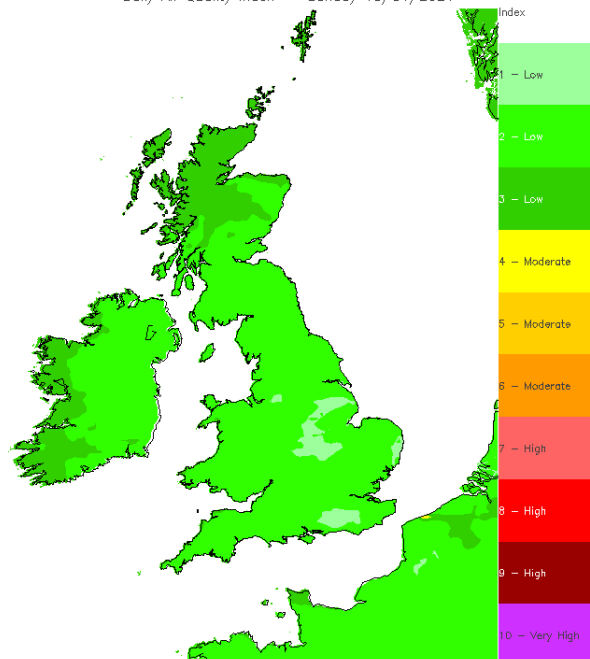 Index
1 - Low
2 - Low
3 - Low
4 - Moderate
5 - Moderate
6 - Moderate
7 - High
8 - High
9 - High
10 - Very High